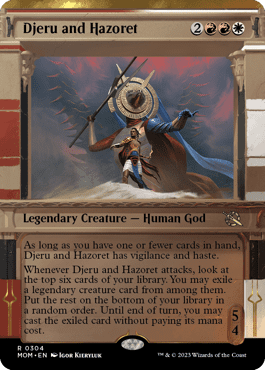 Djeru and Hazoret 2
Legendary Creature — Human God
As long as you have one or fewer cards in hand,
Djeru and Hazoret has vigilance and haste.
Whenever Djeru and Hazoret attacks, look at
the top six cards of your library. You may exile
a legendary creature card from among them.
Put the rest on the bottom of your library in
a random order. Until end of turn, you may
cast the exiled card without paying its mana
cost.
5
4
R 0304
MOM • EN IGOR KIERYLUK
™ & © 2023 Wizards of the Coast